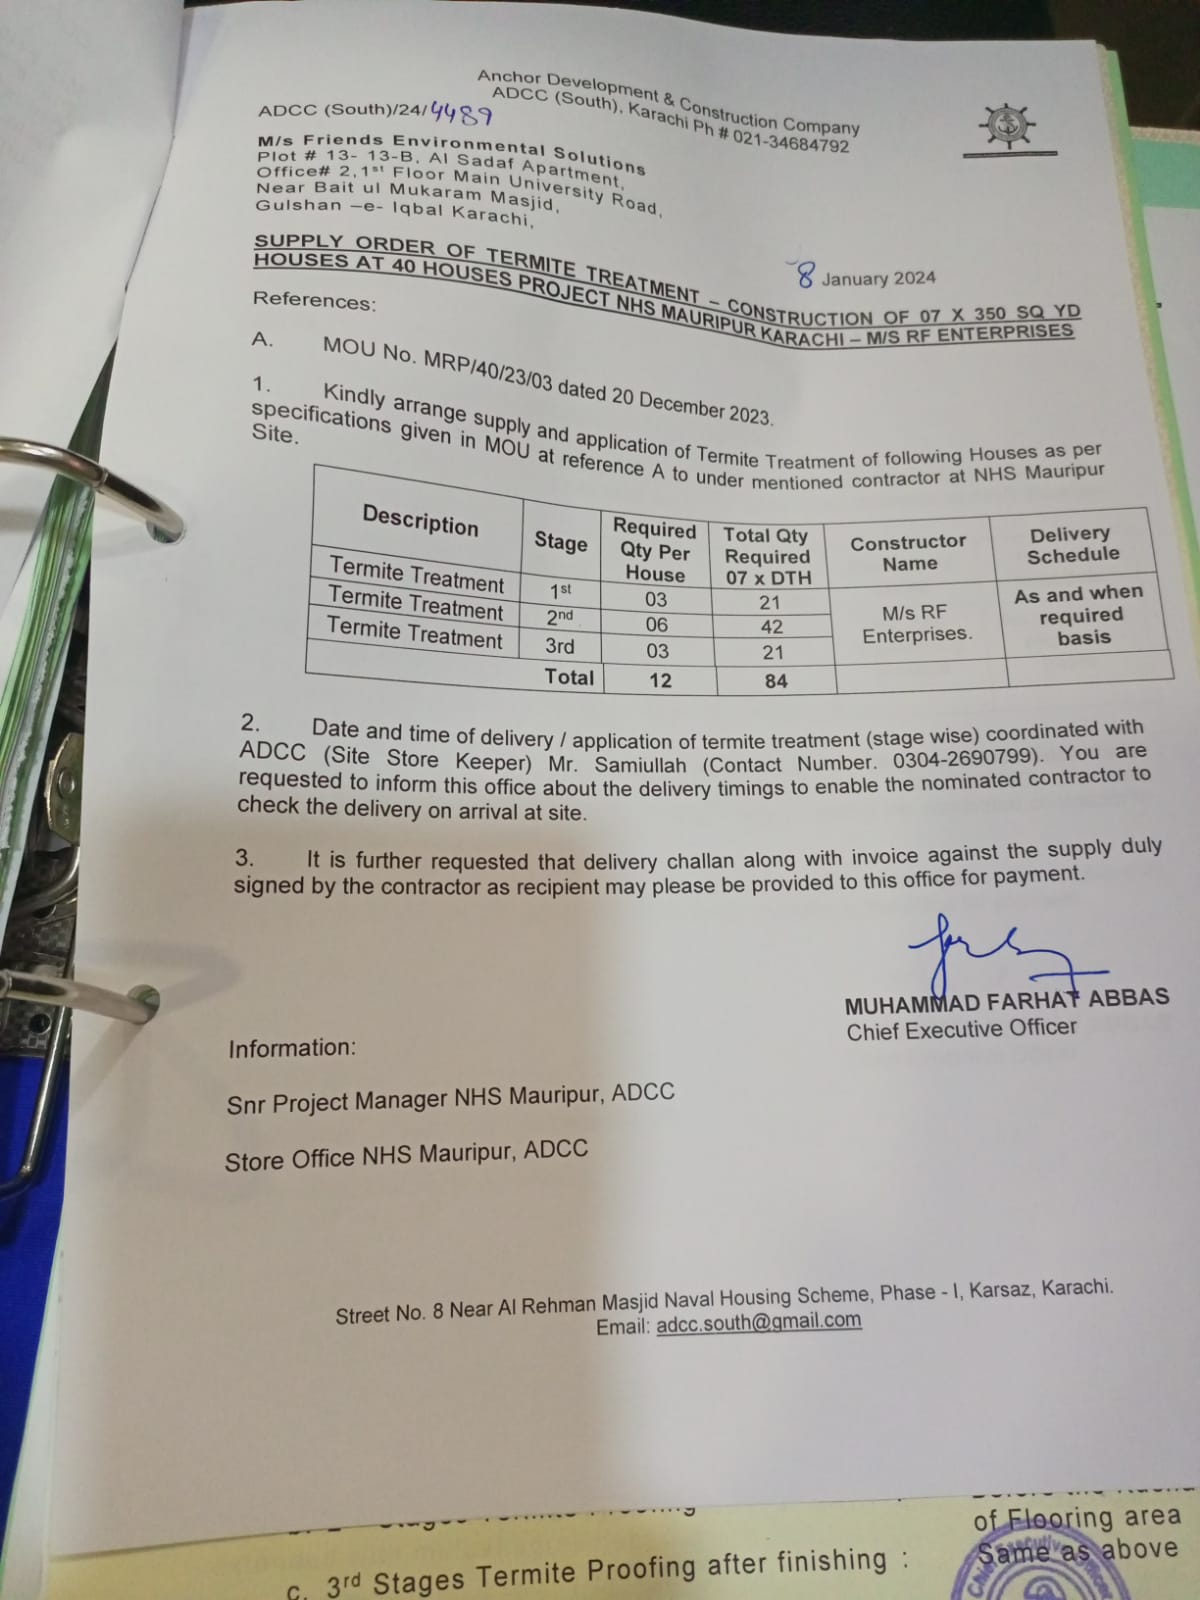 Anchor Development & Construction Company
ADCC (South), Karachi Ph # 021-34684792
ADCC (South)/24/4489
M/s Friends Environmental Solutions
Plot # 13- 13-B, Al Sadaf Apartment,
Office# 2,1st Floor Main University Road,
Near Bait ul Mukaram Masjid,
Gulshan –e- Iqbal Karachi,
8 January 2024
SUPPLY ORDER OF TERMITE TREATMENT – CONSTRUCTION OF 07 X 350 SQ YD
HOUSES AT 40 HOUSES PROJECT NHS MAURIPUR KARACHI – M/S RF ENTERPRISES
References:
A. MOU No. MRP/40/23/03 dated 20 December 2023.
1. Kindly arrange supply and application of Termite Treatment of following Houses as per
specifications given in MOU at reference A to under mentioned contractor at NHS Mauripur
Site.
Description Stage Required Qty Per House Total Qty Required 07 x DTH Constructor Name Delivery Schedule
Termite Treatment 1st 03 21 M/s RF Enterprises. As and when required basis
Termite Treatment 2nd 06 42
Termite Treatment 3rd 03 21
Total 12 84
2. Date and time of delivery / application of termite treatment (stage wise) coordinated with
ADCC (Site Store Keeper) Mr. Samiullah (Contact Number. 0304-2690799). You are
requested to inform this office about the delivery timings to enable the nominated contractor to
check the delivery on arrival at site.
3. It is further requested that delivery challan along with invoice against the supply duly
signed by the contractor as recipient may please be provided to this office for payment.
MUHAMMAD FARHAT ABBAS
Chief Executive Officer
Information:
Snr Project Manager NHS Mauripur, ADCC
Store Office NHS Mauripur, ADCC
Street No. 8 Near Al Rehman Masjid Naval Housing Scheme, Phase - I, Karsaz, Karachi.
Email: adcc.south@gmail.com
of Flooring area
c. 3rd Stages Termite Proofing after finishing : Same as above
Chief Executive Officer